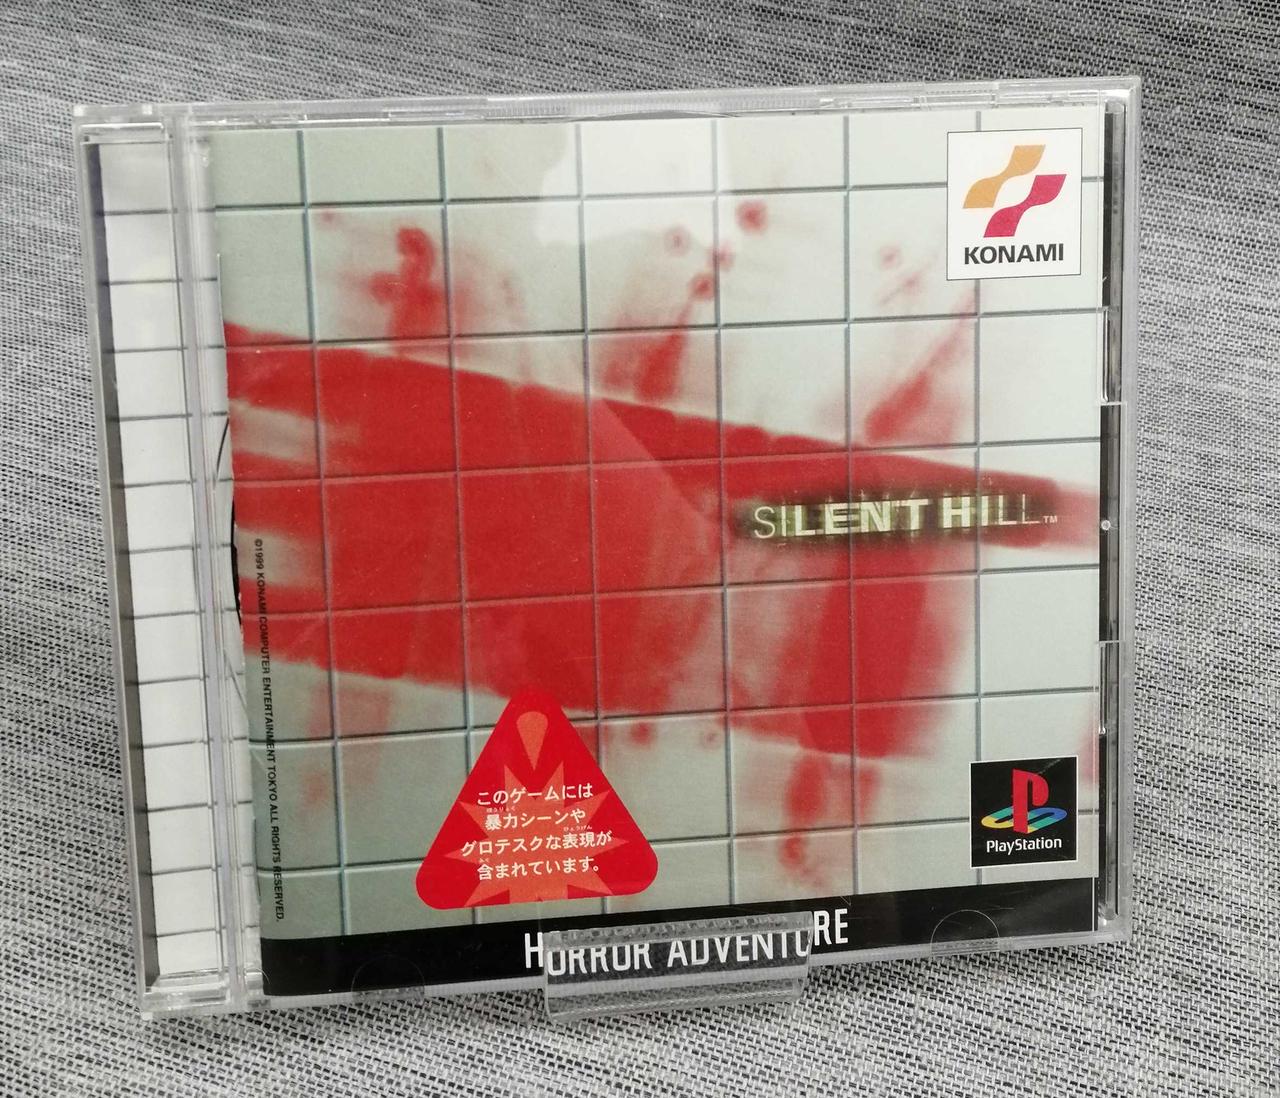 KONAMI
SILENT HILL™
©1999 KONAMI COMPUTER ENTERTAINMENT TOKYO ALL RIGHTS RESERVED.
このゲームには
暴力シーンや
グロテスクな表現が
含まれています。
PlayStation
HORROR ADVENTURE